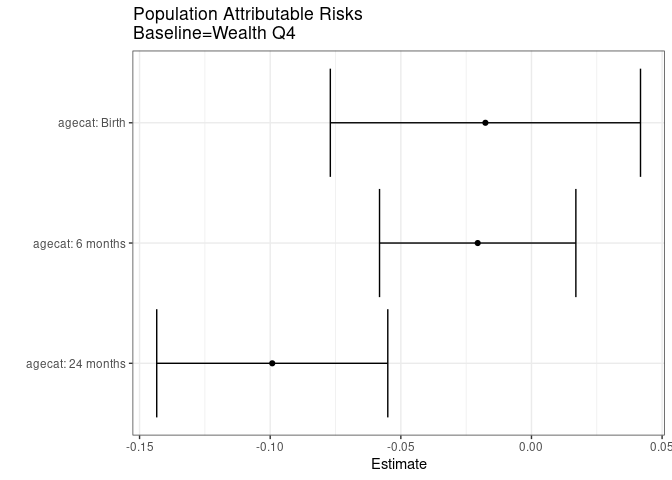 Population Attributable Risks
Baseline=Wealth Q4
agecat: Birth
agecat: 6 months
agecat: 24 months
-0.15 -0.10 -0.05 0.00 0.05
Estimate